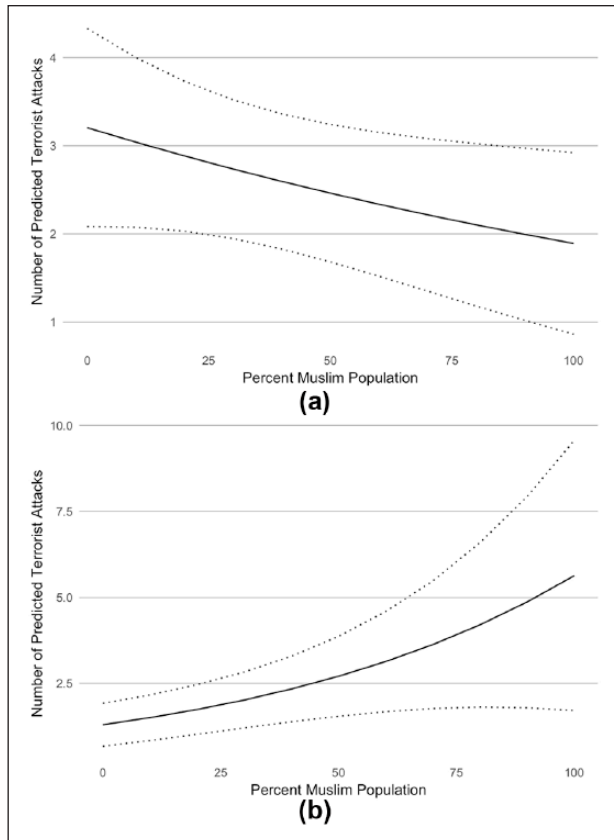 Number of Predicted Terrorist Attacks
4
3
2
1
0 25 50 75 100
Percent Muslim Population
(a)
Number of Predicted Terrorist Attacks
10.0
7.5
5.0
2.5
0 25 50 75 100
Percent Muslim Population
(b)